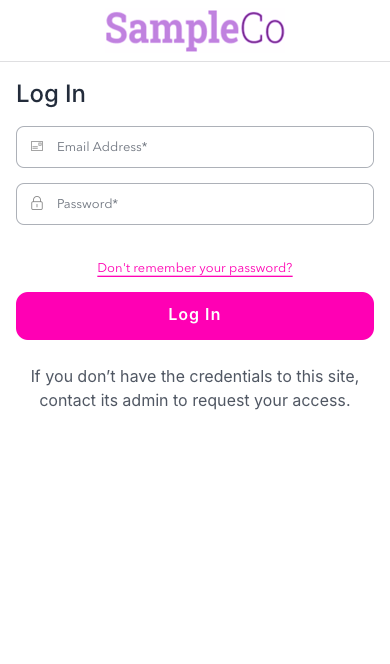 SampleCo
Log In
Email Address*
Password*
Don't remember your password?
Log In
If you don’t have the credentials to this site,
contact its admin to request your access.